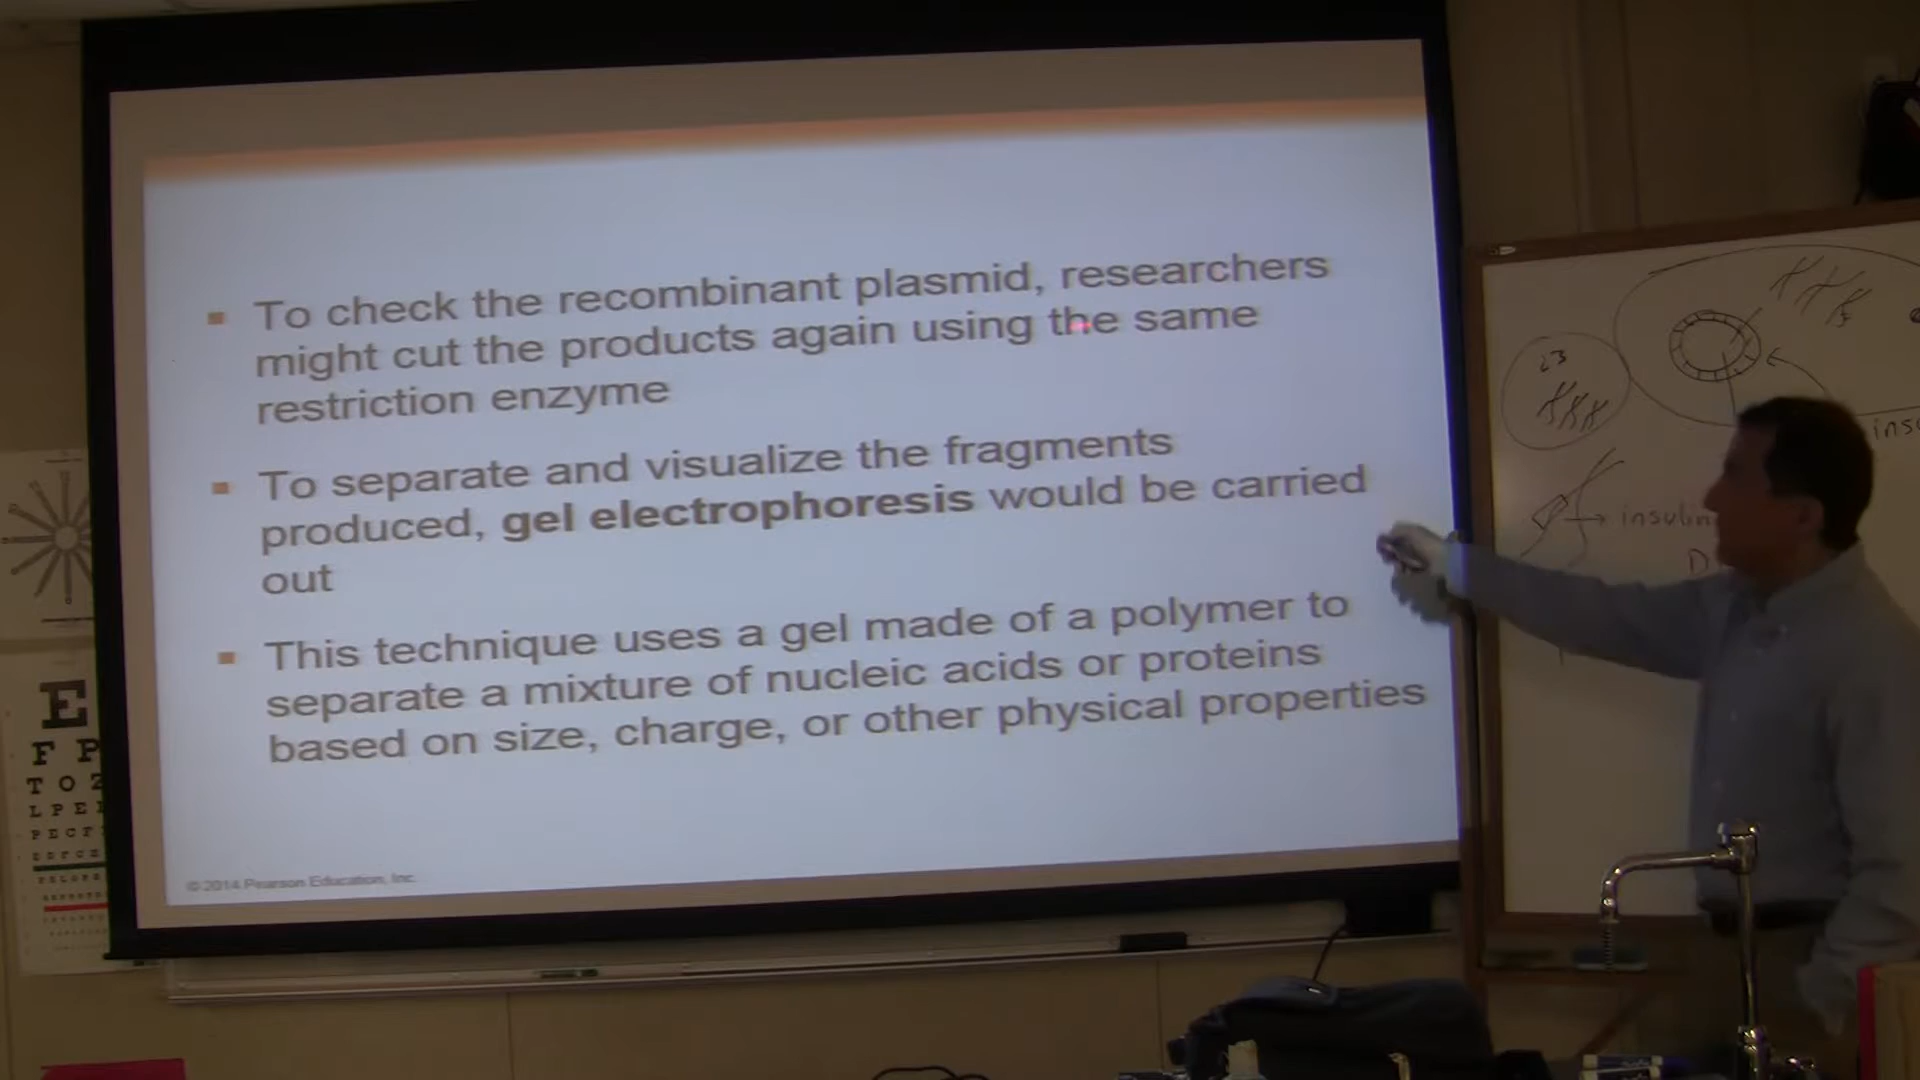 To check the recombinant plasmid, researchers
might cut the products again using the same
restriction enzyme
To separate and visualize the fragments
produced, gel electrophoresis would be carried
out
This technique uses a gel made of a polymer to
separate a mixture of nucleic acids or proteins
based on size, charge, or other physical properties
© 2014 Pearson Education, Inc.
E
F P
T O Z
L P E
P E C F
23
insulin
D